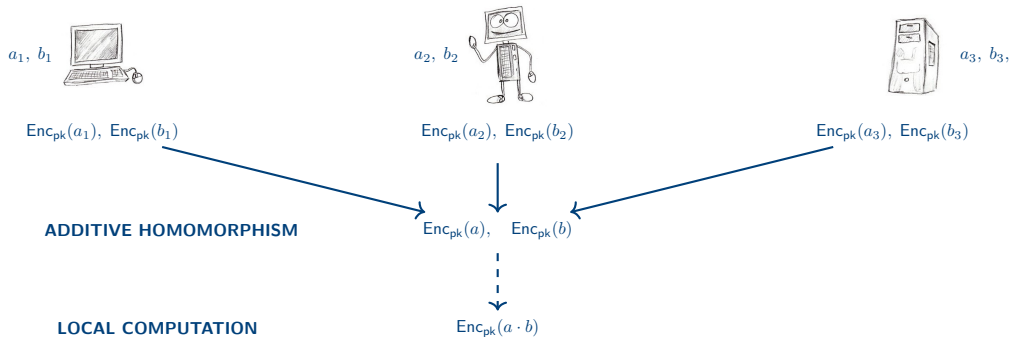 a₁, b₁
a₂, b₂
a₃, b₃,
Encₚₖ(a₁), Encₚₖ(b₁)
Encₚₖ(a₂), Encₚₖ(b₂)
Encₚₖ(a₃), Encₚₖ(b₃)
ADDITIVE HOMOMORPHISM
Encₚₖ(a), Encₚₖ(b)
LOCAL COMPUTATION
Encₚₖ(a · b)